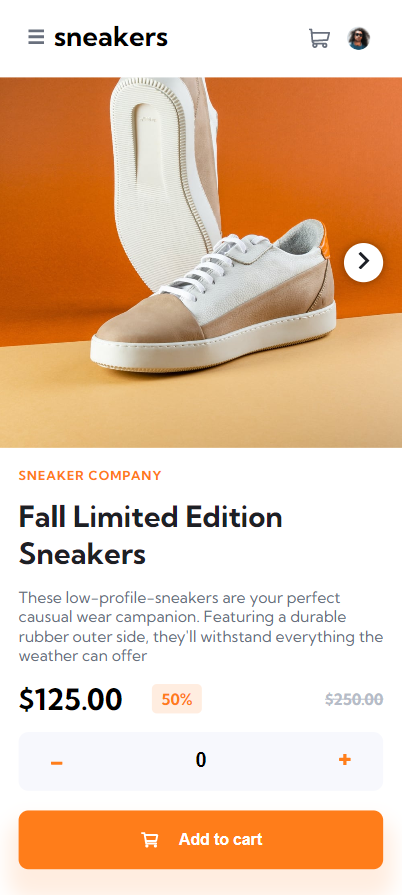 sneakers
SNEAKER COMPANY
Fall Limited Edition
Sneakers
These low-profile-sneakers are your perfect
causual wear campanion. Featuring a durable
rubber outer side, they'll withstand everything the
weather can offer
$125.00 50% $250.00
– 0 +
Add to cart